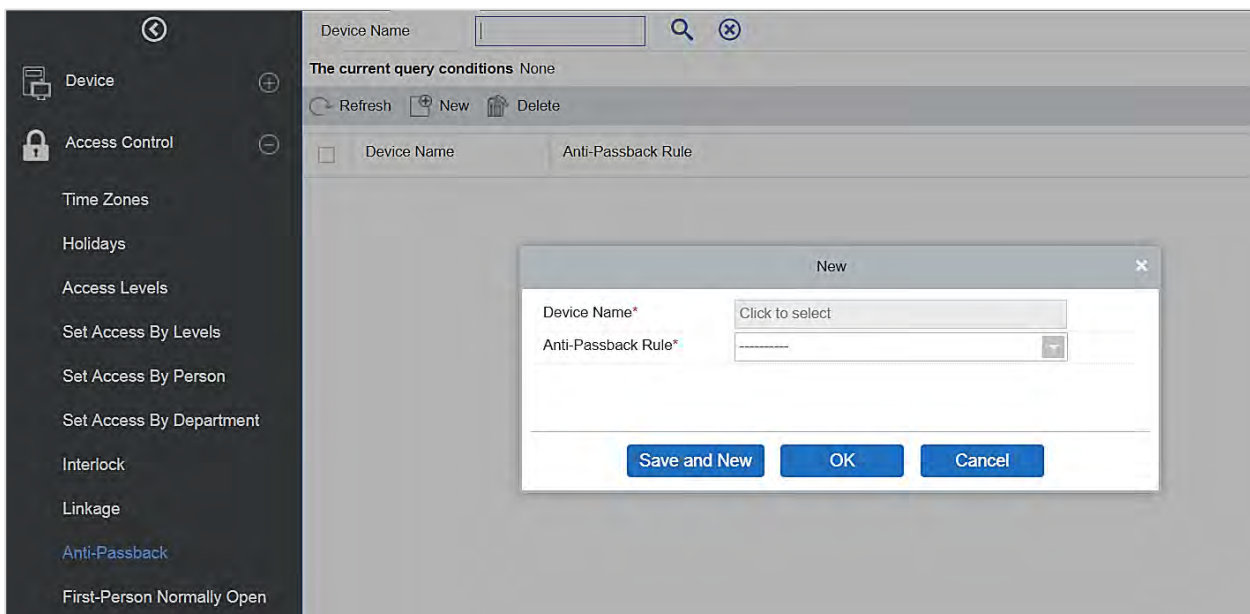 Device Name
The current query conditions None
Refresh New Delete
Device Name Anti-Passback Rule
Device
Access Control
Time Zones
Holidays
Access Levels
Set Access By Levels
Set Access By Person
Set Access By Department
Interlock
Linkage
Anti-Passback
First-Person Normally Open
New
Device Name* Click to select
Anti-Passback Rule* ----------
Save and New OK Cancel